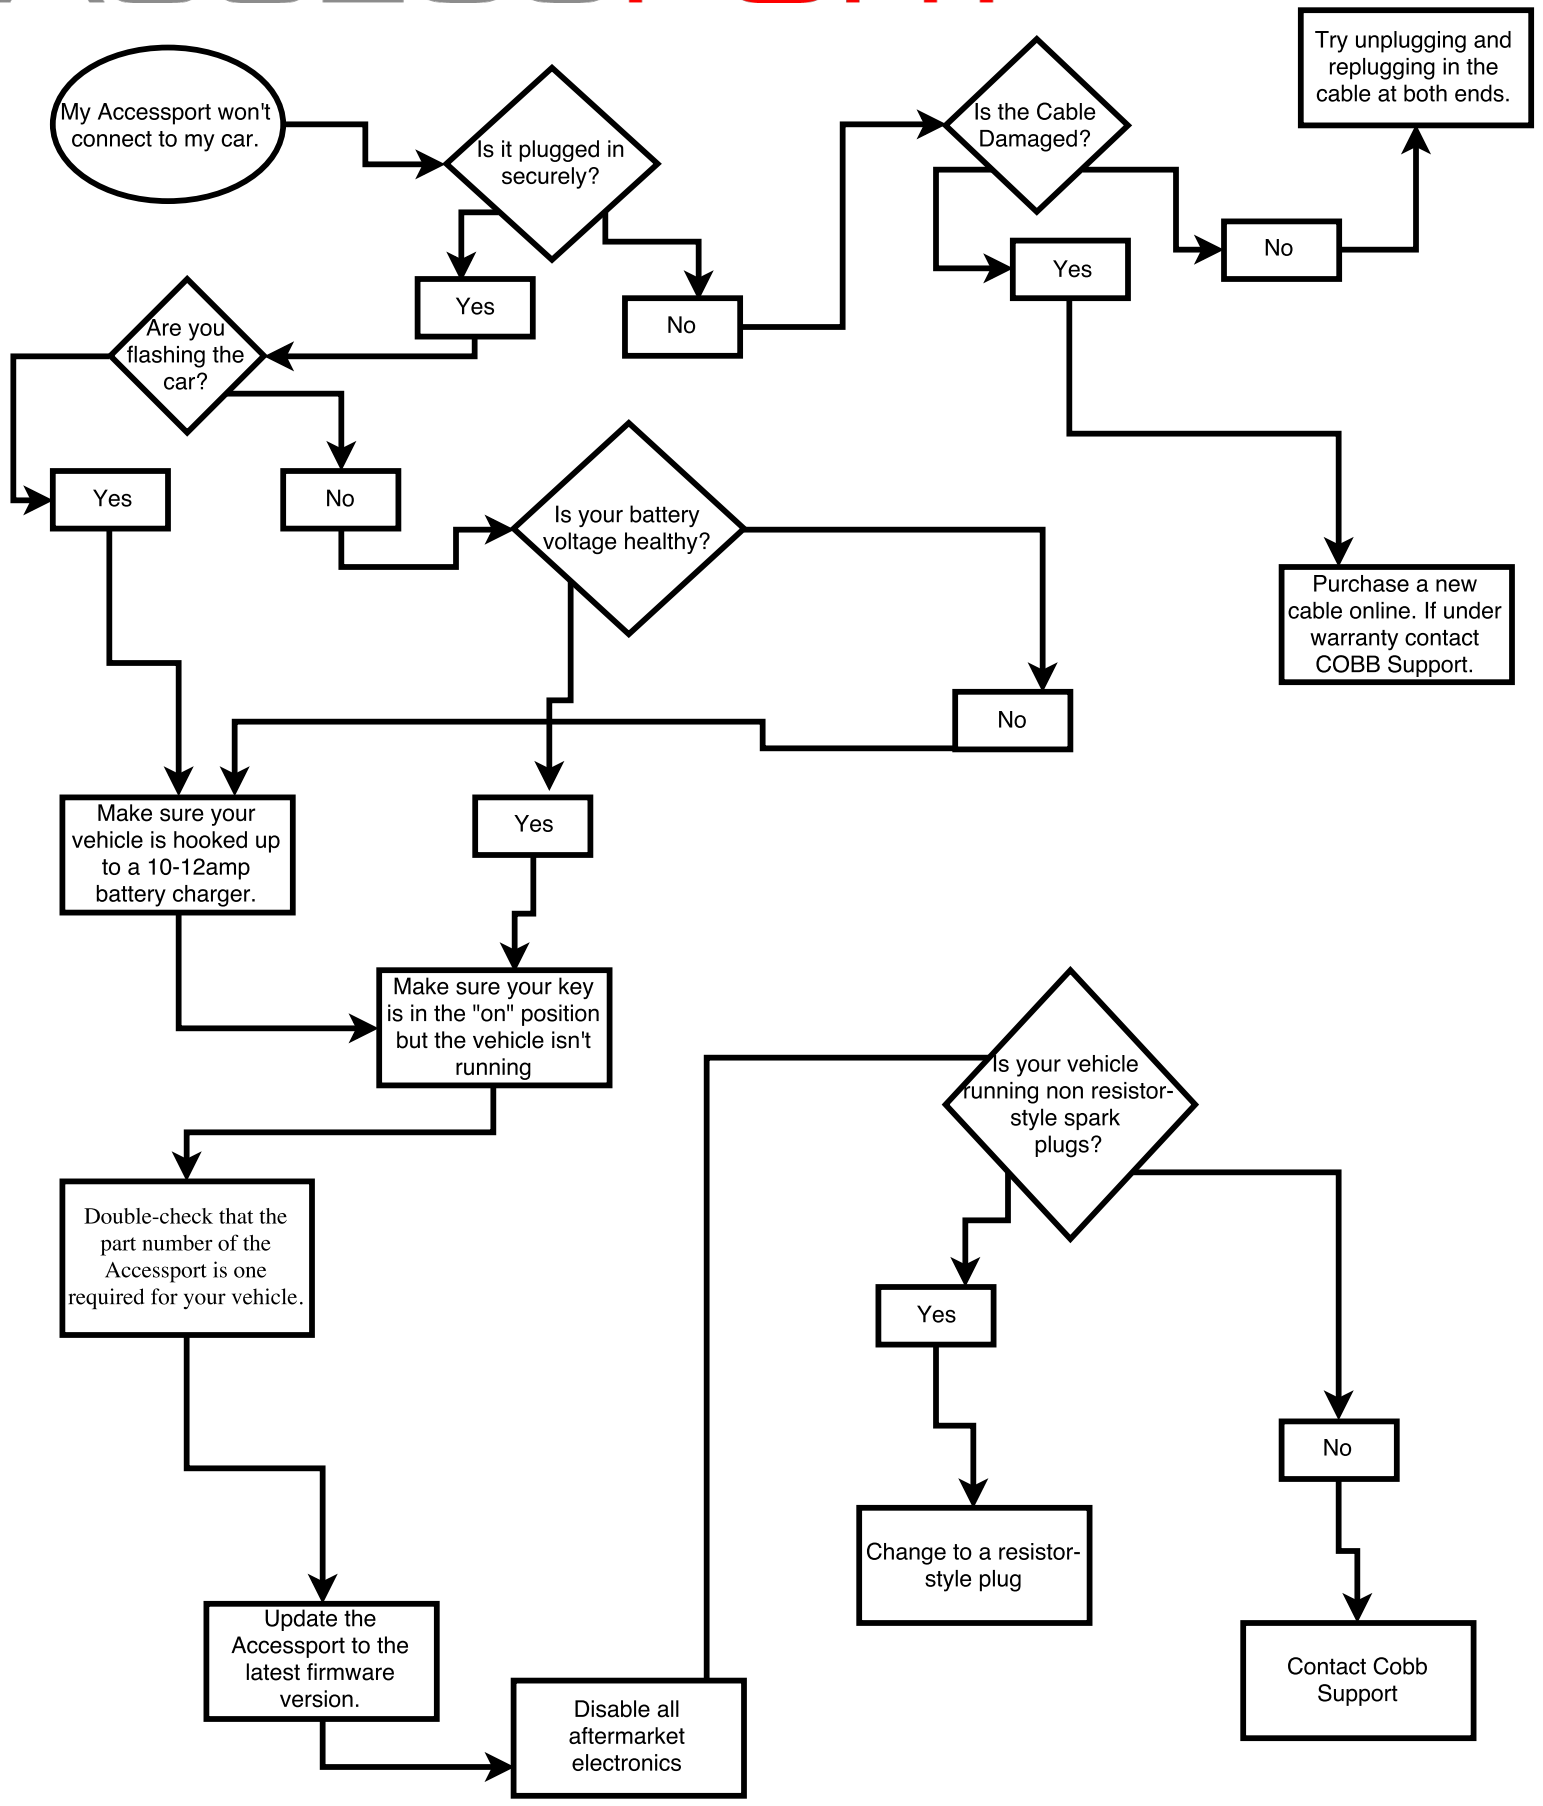 My Accessport won't
connect to my car.
Is it plugged in
securely?
Is the Cable
Damaged?
Try unplugging and
replugging in the
cable at both ends.
Yes
No
Yes
No
Are you
flashing the
car?
Yes
No
Is your battery
voltage healthy?
Purchase a new
cable online. If under
warranty contact
COBB Support.
No
Make sure your
vehicle is hooked up
to a 10-12amp
battery charger.
Yes
Make sure your key
is in the "on" position
but the vehicle isn't
running
Is your vehicle
running non resistor-
style spark
plugs?
Double-check that the
part number of the
Accessport is one
required for your vehicle.
Yes
No
Change to a resistor-
style plug
Update the
Accessport to the
latest firmware
version.
Disable all
aftermarket
electronics
Contact Cobb
Support